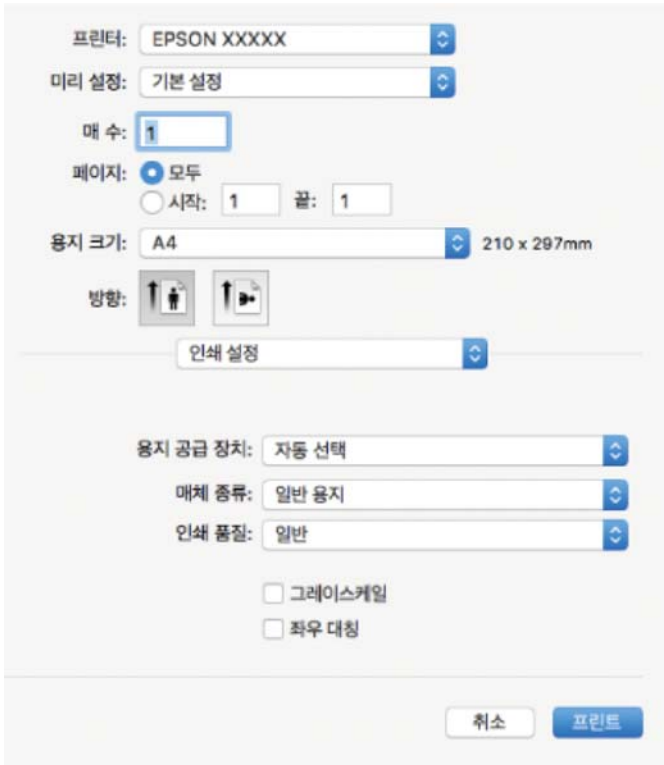 프린터: EPSON XXXXX
미리 설정: 기본 설정
매 수: 1
페이지: 모두
시작: 1 끝: 1
용지 크기: A4 210 x 297mm
방향:
인쇄 설정
용지 공급 장치: 자동 선택
매체 종류: 일반 용지
인쇄 품질: 일반
그레이스케일
좌우 대칭
취소 프린트